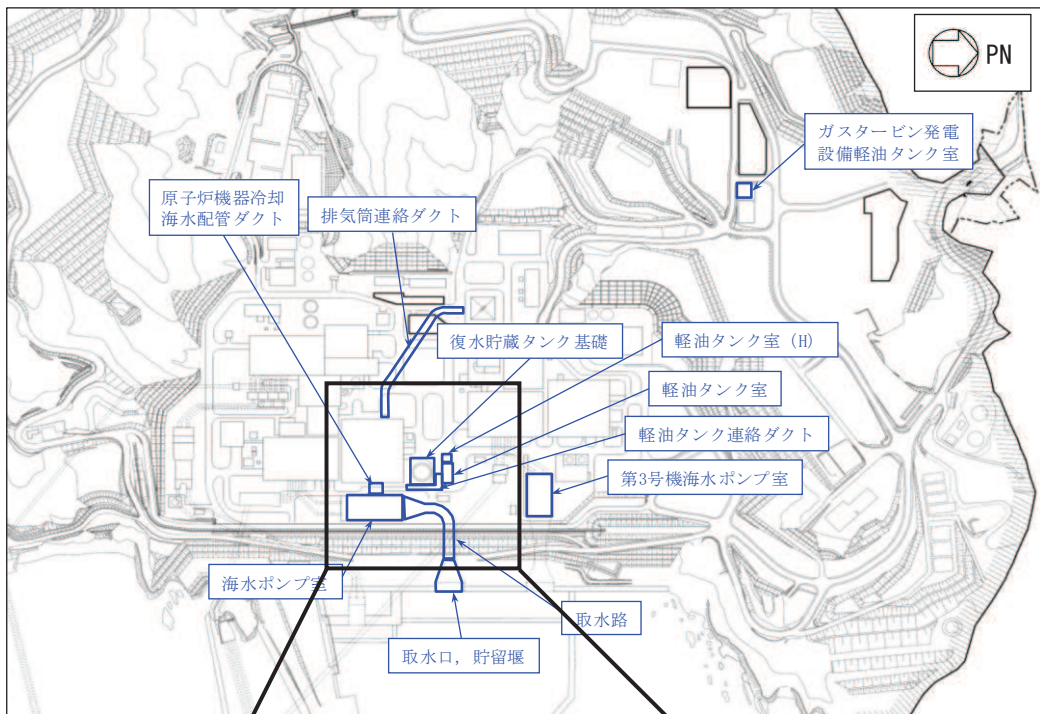 PN
ガスタービン発電
設備軽油タンク室
原子炉機器冷却
海水配管ダクト
排気筒連絡ダクト
復水貯蔵タンク基礎
軽油タンク室(H)
軽油タンク室
軽油タンク連絡ダクト
第3号機海水ポンプ室
海水ポンプ室
取水路
取水口，貯留堰